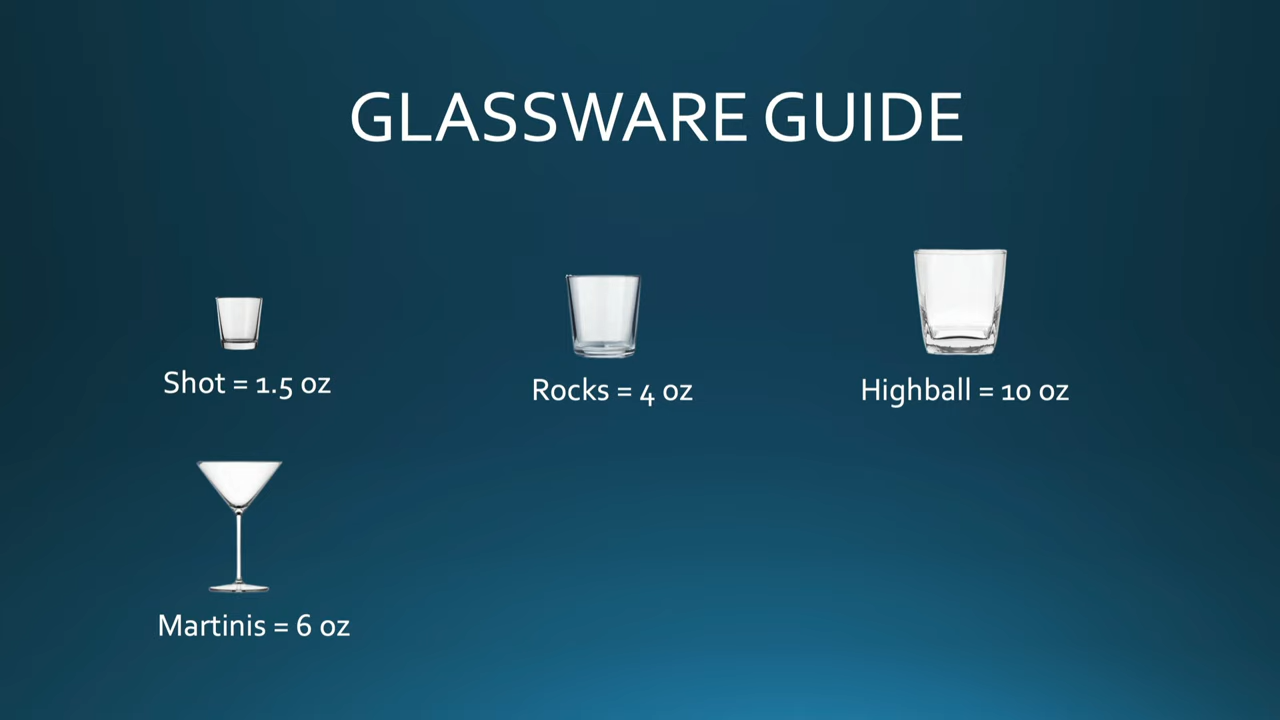 GLASSWARE GUIDE
Shot = 1.5 oz
Rocks = 4 oz
Highball = 10 oz
Martinis = 6 oz